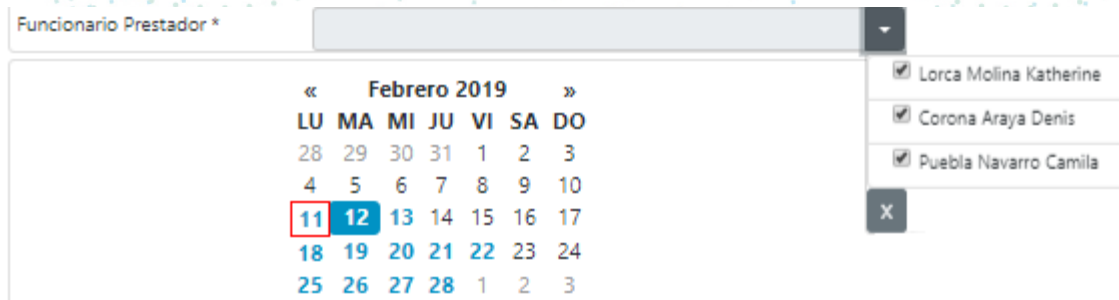 Funcionario Prestador *
« Febrero 2019 »
LU MA MI JU VI SA DO
28 29 30 31 1 2 3
4 5 6 7 8 9 10
11 12 13 14 15 16 17
18 19 20 21 22 23 24
25 26 27 28 1 2 3
Lorca Molina Katherine
Corona Araya Denis
Puebla Navarro Camila
X